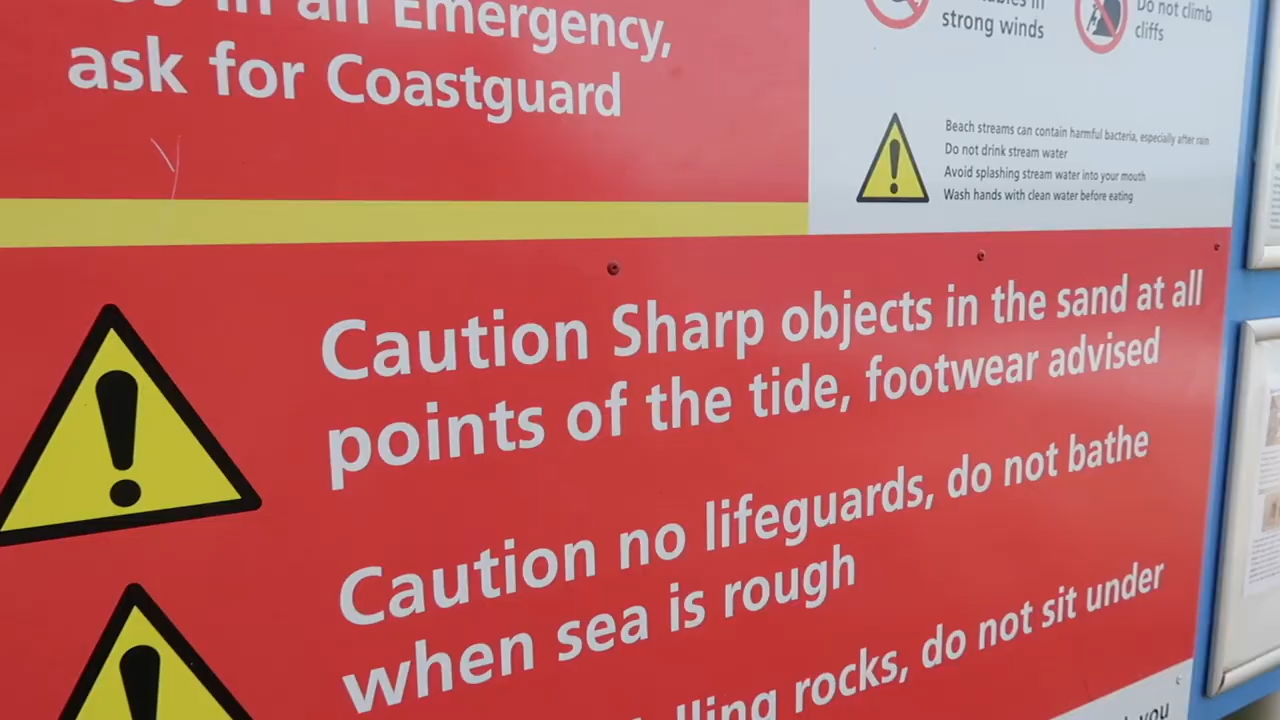 in an Emergency,
ask for Coastguard
in
strong winds
Do not climb
cliffs
Beach streams can contain harmful bacteria, especially after rain
Do not drink stream water
Avoid splashing stream water into your mouth
Wash hands with clean water before eating
Caution Sharp objects in the sand at all
points of the tide, footwear advised
Caution no lifeguards, do not bathe
when sea is rough
rocks, do not sit under
you